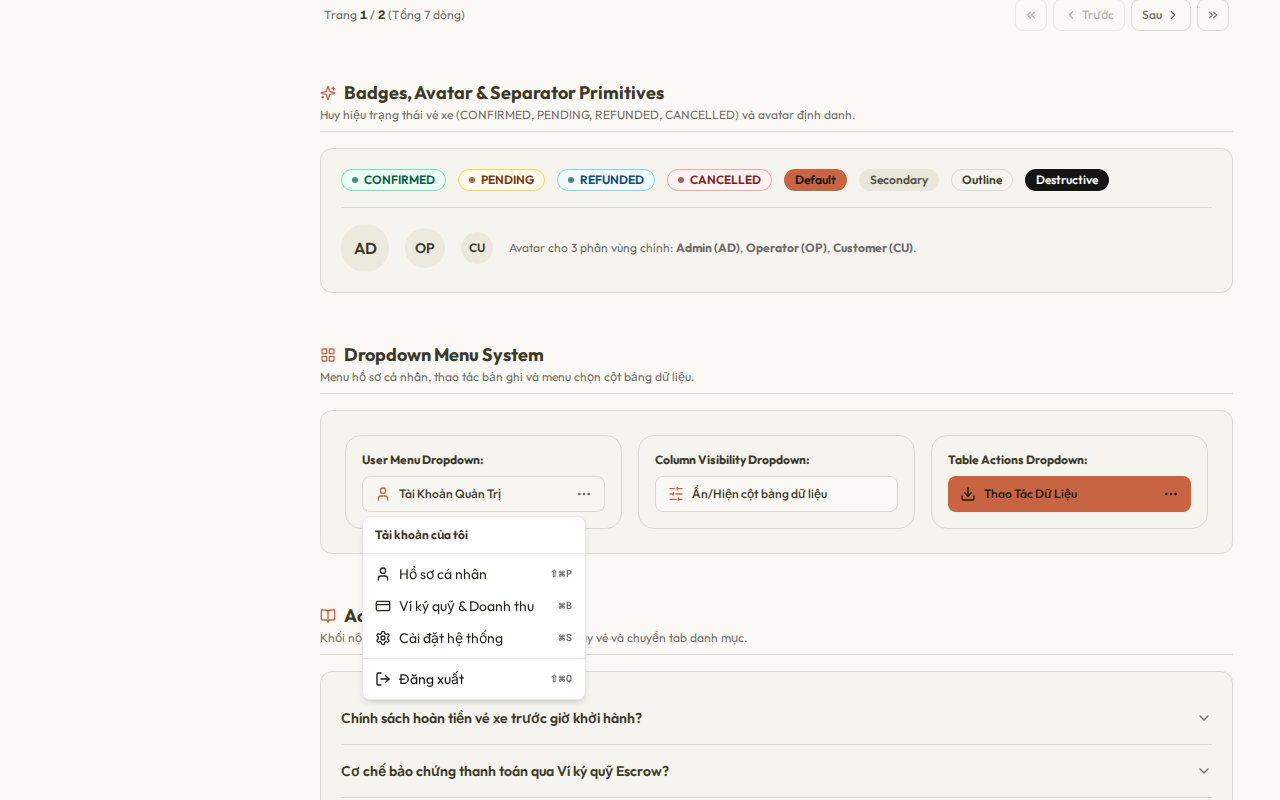 Trang 1 / 2 (Tổng 7 dòng)
Trước
Sau
Badges, Avatar & Separator Primitives
Huy hiệu trạng thái vé xe (CONFIRMED, PENDING, REFUNDED, CANCELLED) và avatar định danh.
CONFIRMED
PENDING
REFUNDED
CANCELLED
Default
Secondary
Outline
Destructive
AD
OP
CU
Avatar cho 3 phân vùng chính: Admin (AD), Operator (OP), Customer (CU).
Dropdown Menu System
Menu hồ sơ cá nhân, thao tác bản ghi và menu chọn cột bảng dữ liệu.
User Menu Dropdown:
Column Visibility Dropdown:
Table Actions Dropdown:
Tài Khoản Quản Trị
Ẩn/Hiện cột bảng dữ liệu
Thao Tác Dữ Liệu
Tài khoản của tôi
Hồ sơ cá nhân ⇧⌘P
Ví ký quỹ & Doanh thu ⌘B
Cài đặt hệ thống ⌘S
Đăng xuất ⇧⌘Q
Khối nộ
vé và chuyển tab danh mục.
Chính sách hoàn tiền vé xe trước giờ khởi hành?
Cơ chế bảo chứng thanh toán qua Ví ký quỹ Escrow?